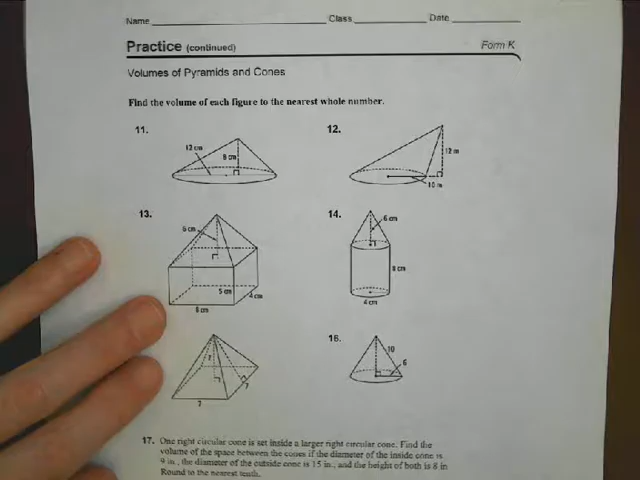 Name Class Date
Practice (continued) Form K
Volumes of Pyramids and Cones
Find the volume of each figure to the nearest whole number.
11. 12.
12 cm 8 cm 12 m
10 m
13. 14.
6 cm 6 cm
5 cm 4 cm 8 cm
8 cm 4 cm
16.
10
6
7 7
17. One right circular cone is set inside a larger right circular cone. Find the
volume of the space between the cones if the diameter of the inside cone is
9 in., the diameter of the outside cone is 15 in., and the height of both is 8 in
Round to the nearest tenth.